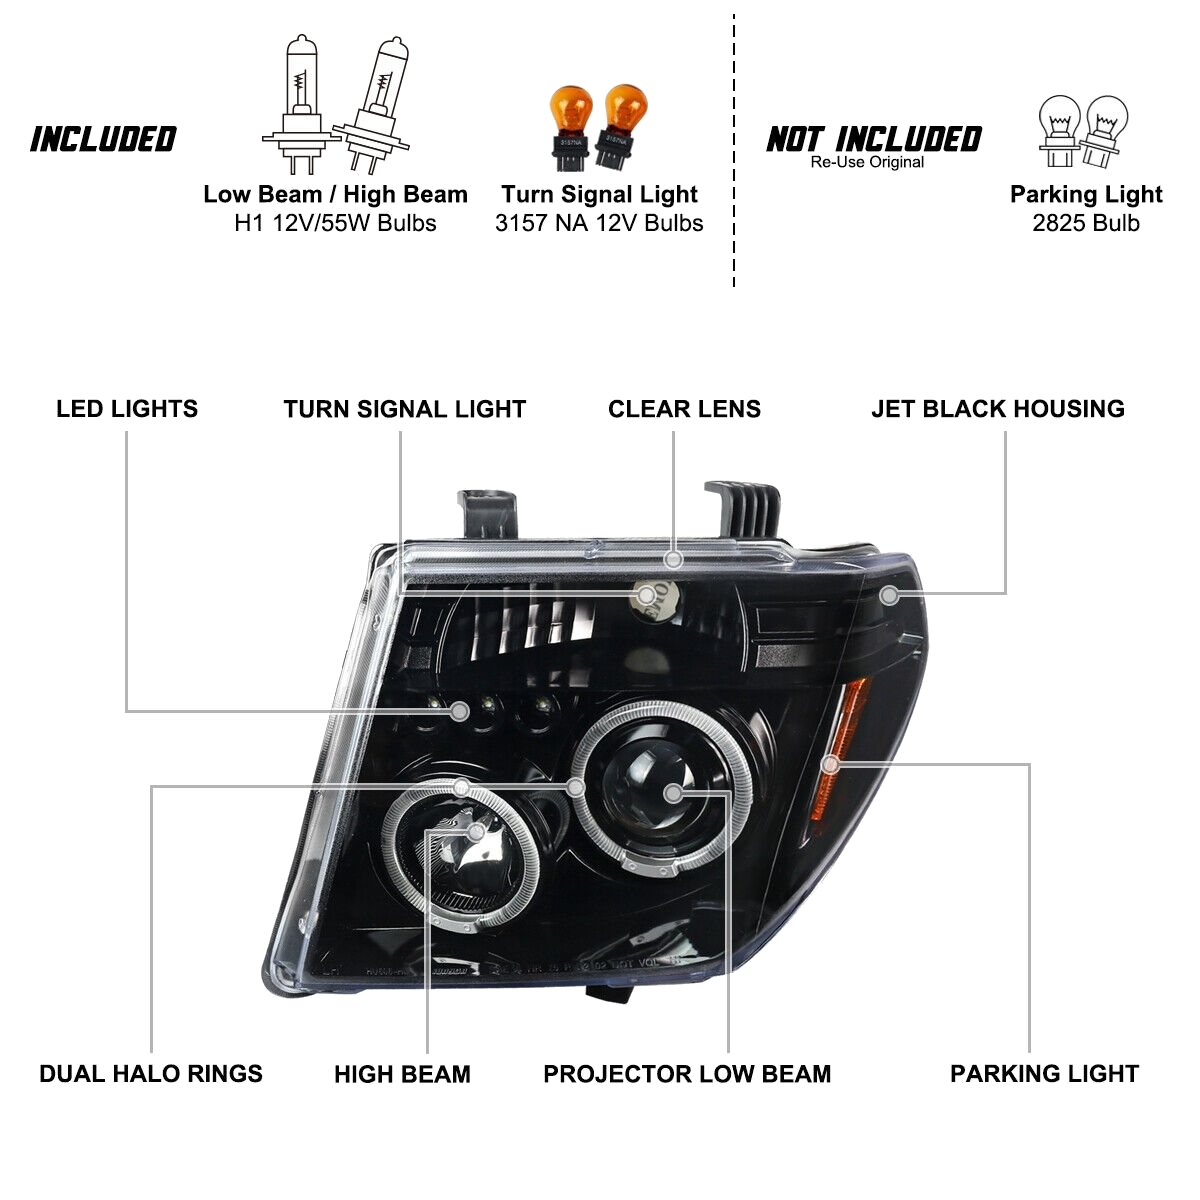 INCLUDED
3157NA
3157NA
Low Beam / High Beam
H1 12V/55W Bulbs
Turn Signal Light
3157 NA 12V Bulbs
NOT INCLUDED
Re-Use Original
Parking Light
2825 Bulb
LED LIGHTS
TURN SIGNAL LIGHT
CLEAR LENS
JET BLACK HOUSING
DUAL HALO RINGS
HIGH BEAM
PROJECTOR LOW BEAM
PARKING LIGHT